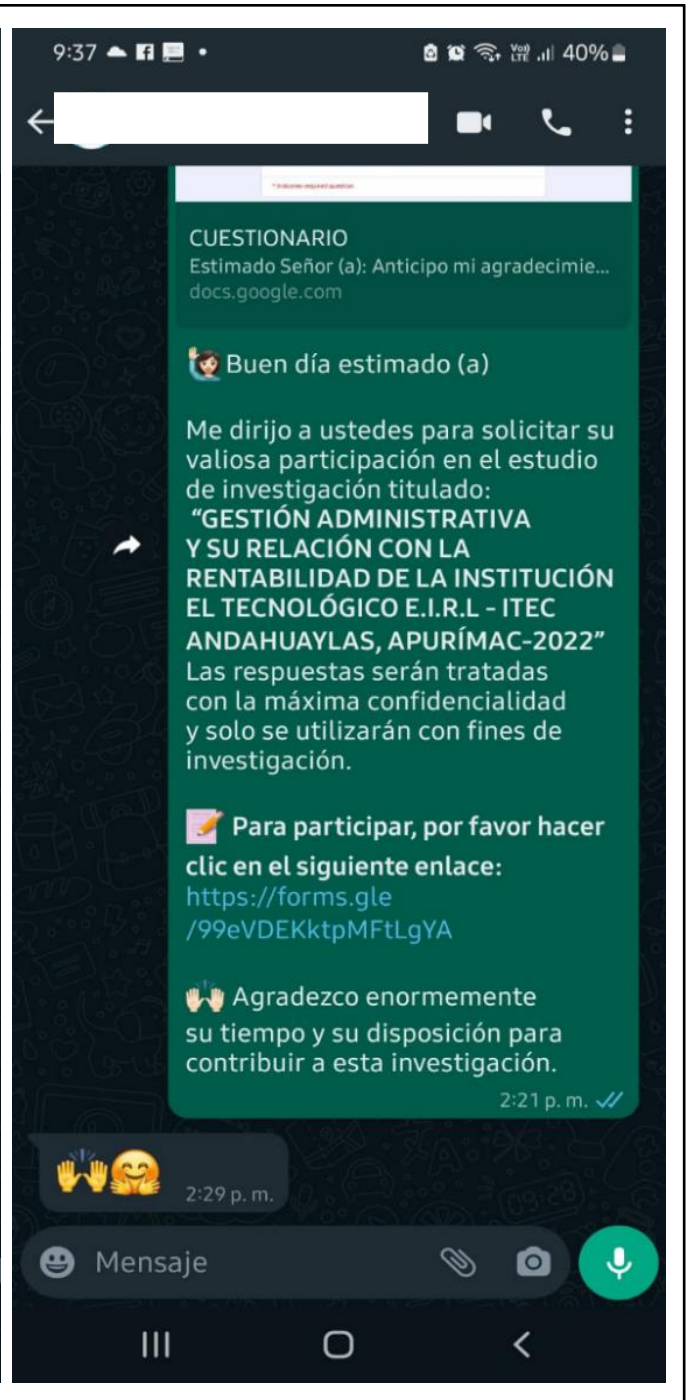 9:37
40%
* Indicates required question
CUESTIONARIO
Estimado Señor (a): Anticipo mi agradecimie...
docs.google.com
Buen día estimado (a)
Me dirijo a ustedes para solicitar su
valiosa participación en el estudio
de investigación titulado:
“GESTIÓN ADMINISTRATIVA
Y SU RELACIÓN CON LA
RENTABILIDAD DE LA INSTITUCIÓN
EL TECNOLÓGICO E.I.R.L - ITEC
ANDAHUAYLAS, APURÍMAC-2022”
Las respuestas serán tratadas
con la máxima confidencialidad
y solo se utilizarán con fines de
investigación.
Para participar, por favor hacer
clic en el siguiente enlace:
https://forms.gle
/99eVDEKktpMFtLgYA
Agradezco enormemente
su tiempo y su disposición para
contribuir a esta investigación.
2:21 p. m.
2:29 p. m.
Mensaje